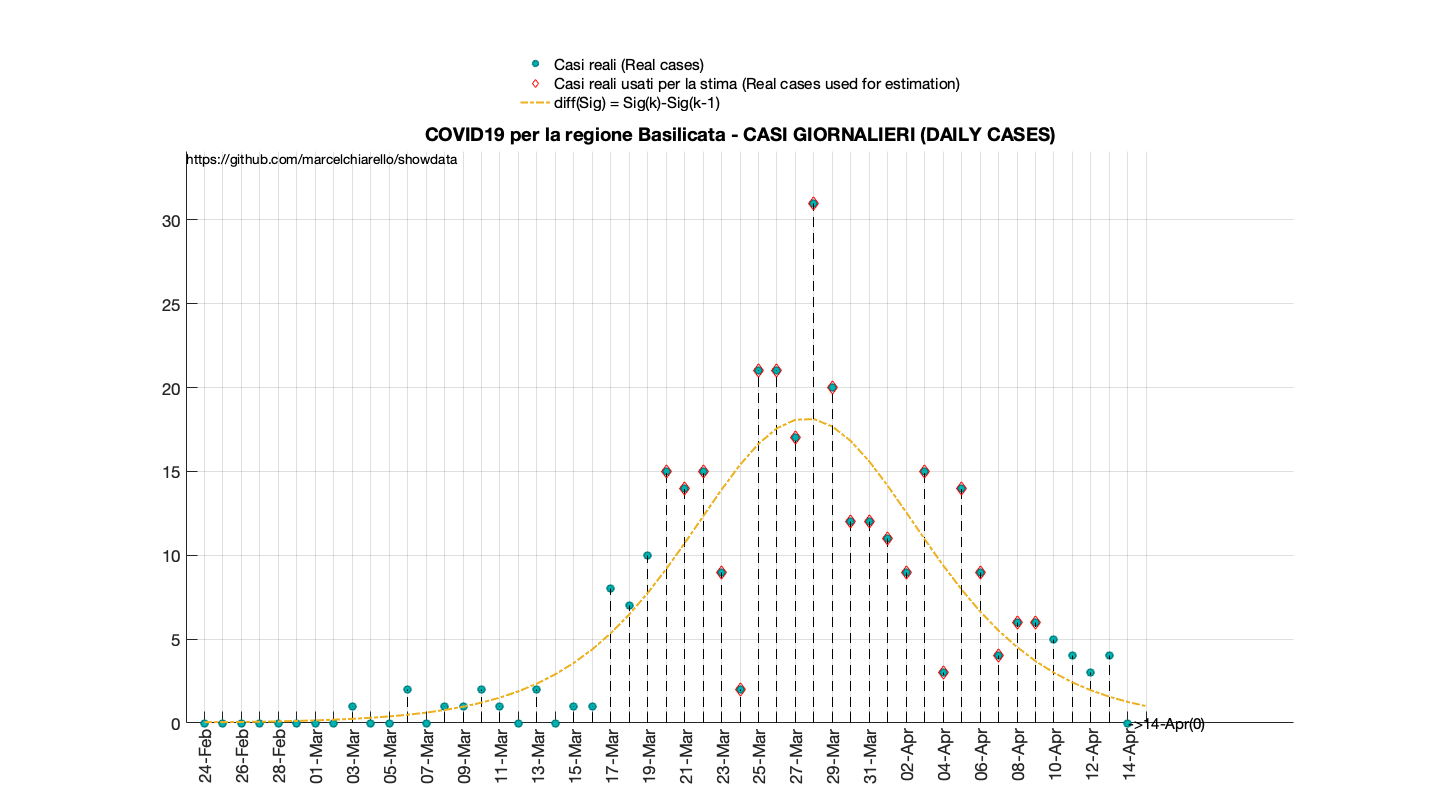 Casi reali (Real cases)
Casi reali usati per la stima (Real cases used for estimation)
diff(Sig) = Sig(k)-Sig(k-1)
COVID19 per la regione Basilicata - CASI GIORNALIERI (DAILY CASES)
https://github.com/marcelchiarello/showdata
30
25
20
15
10
5
0
->14-Apr(0)
24-Feb
26-Feb
28-Feb
01-Mar
03-Mar
05-Mar
07-Mar
09-Mar
11-Mar
13-Mar
15-Mar
17-Mar
19-Mar
21-Mar
23-Mar
25-Mar
27-Mar
29-Mar
31-Mar
02-Apr
04-Apr
06-Apr
08-Apr
10-Apr
12-Apr
14-Apr